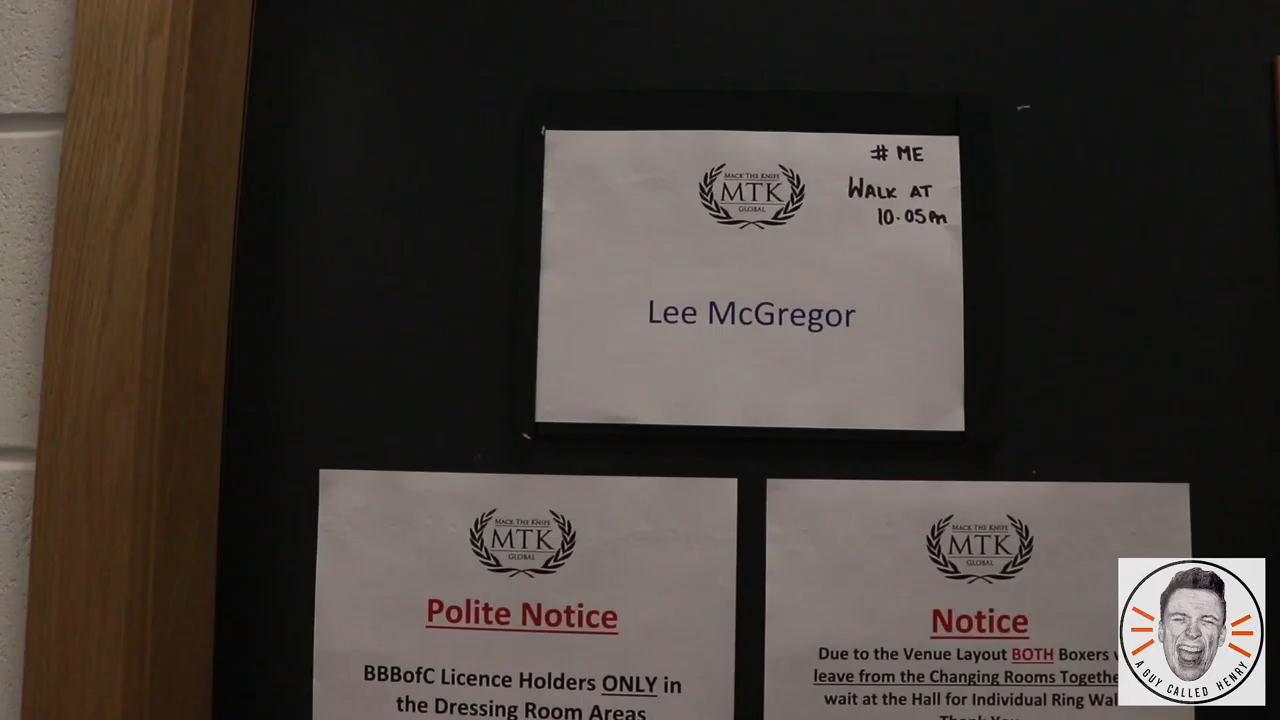 # ME
WALK AT
10.05PM
MACK THE KNIFE
MTK
GLOBAL
Lee McGregor
MACK THE KNIFE
MTK
GLOBAL
Polite Notice
BBBofC Licence Holders ONLY in
the Dressing Room Areas
MACK THE KNIFE
MTK
GLOBAL
Notice
Due to the Venue Layout BOTH Boxers
leave from the Changing Rooms
wait at the Hall for Individual Ring
A GUY CALLED HENRY